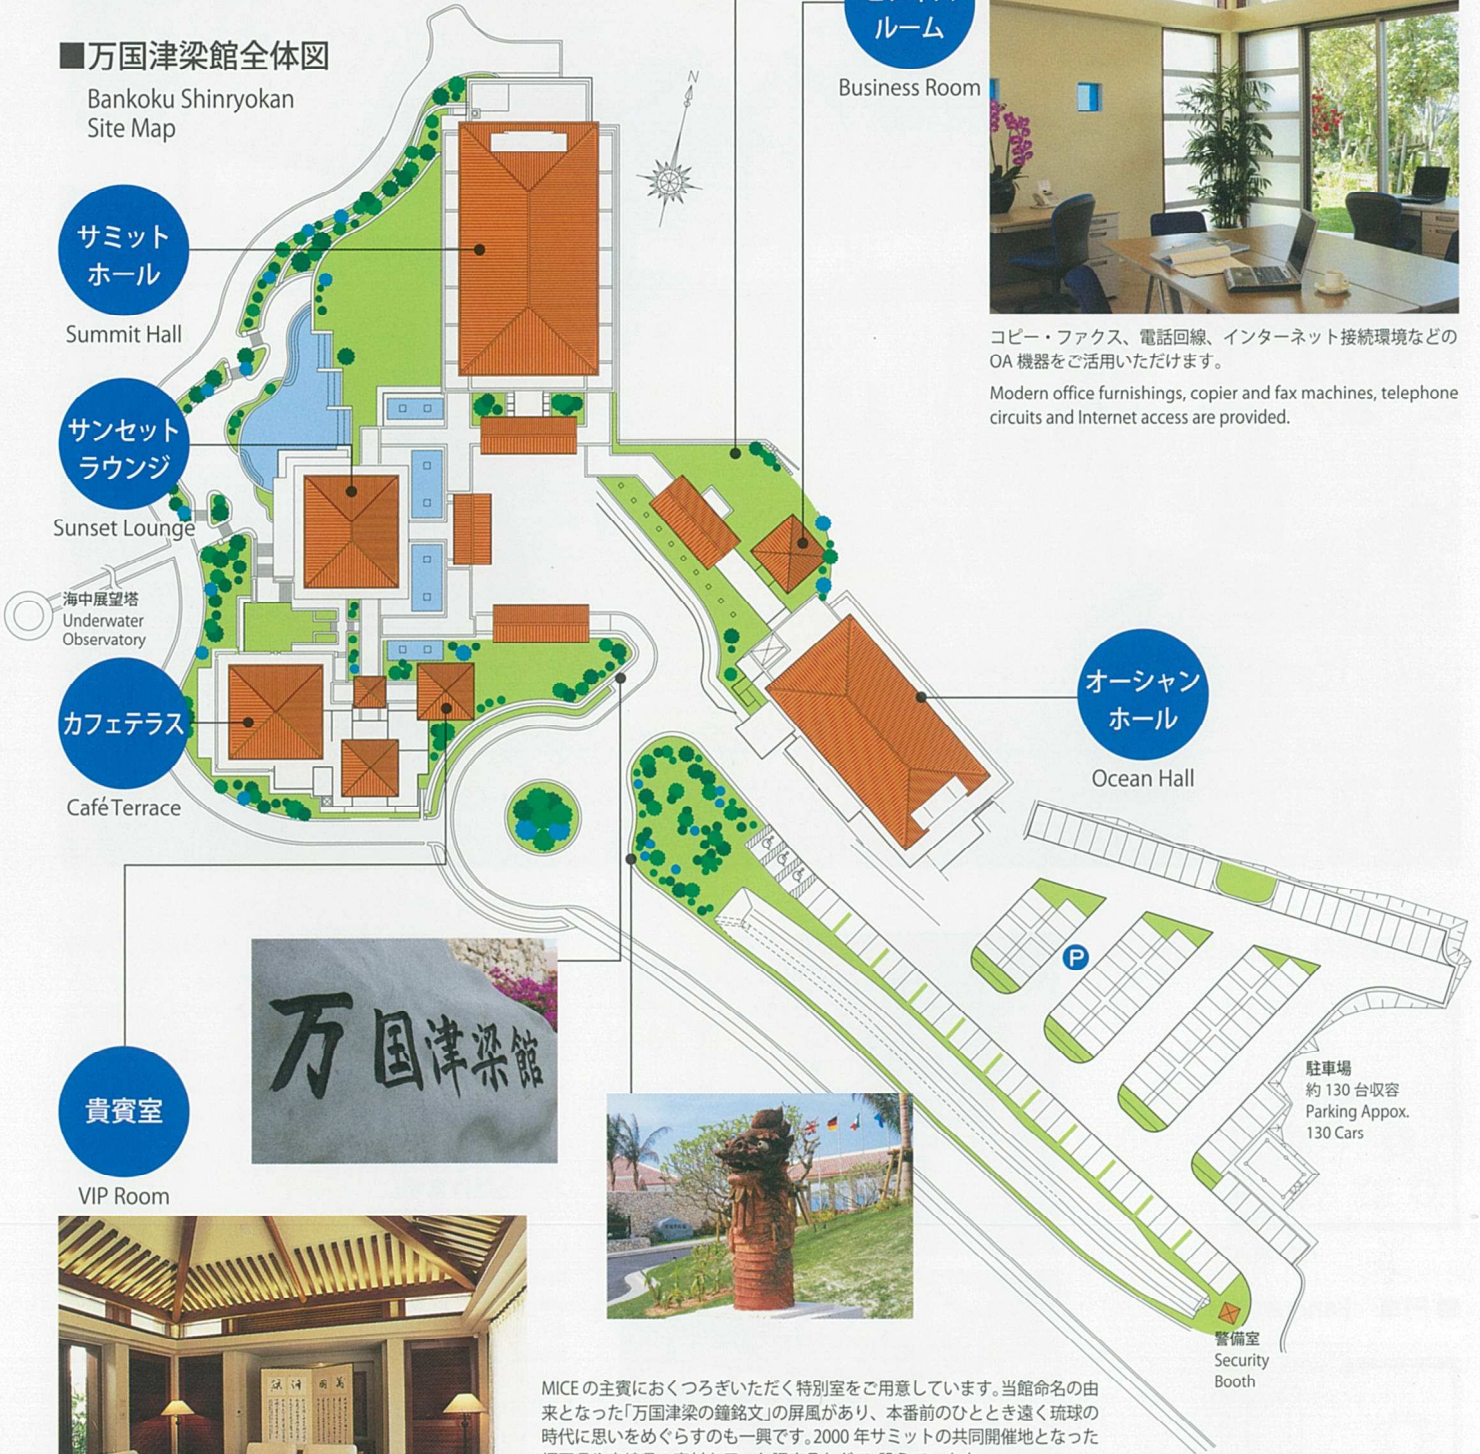 ■万国津梁館全体図
Bankoku Shinryokan
Site Map
N
ルーム
Business Room
サミット
ホール
Summit Hall
コピー・ファクス、電話回線、インターネット接続環境などの
OA 機器をご活用いただけます。
Modern office furnishings, copier and fax machines, telephone
circuits and Internet access are provided.
サンセット
ラウンジ
Sunset Lounge
海中展望塔
Underwater
Observatory
カフェテラス
Café Terrace
オーシャン
ホール
Ocean Hall
P
万国津梁館
駐車場
約 130 台収容
Parking Appox.
130 Cars
貴賓室
VIP Room
警備室
Security
Booth
MICE の主賓におくつろぎいただく特別室をご用意しています。当館命名の由
来となった「万国津梁の鐘銘文」の屏風があり、本番前のひととき遠く琉球の
時代に思いをめぐらすのも一興です。2000 年サミットの共同開催地となった